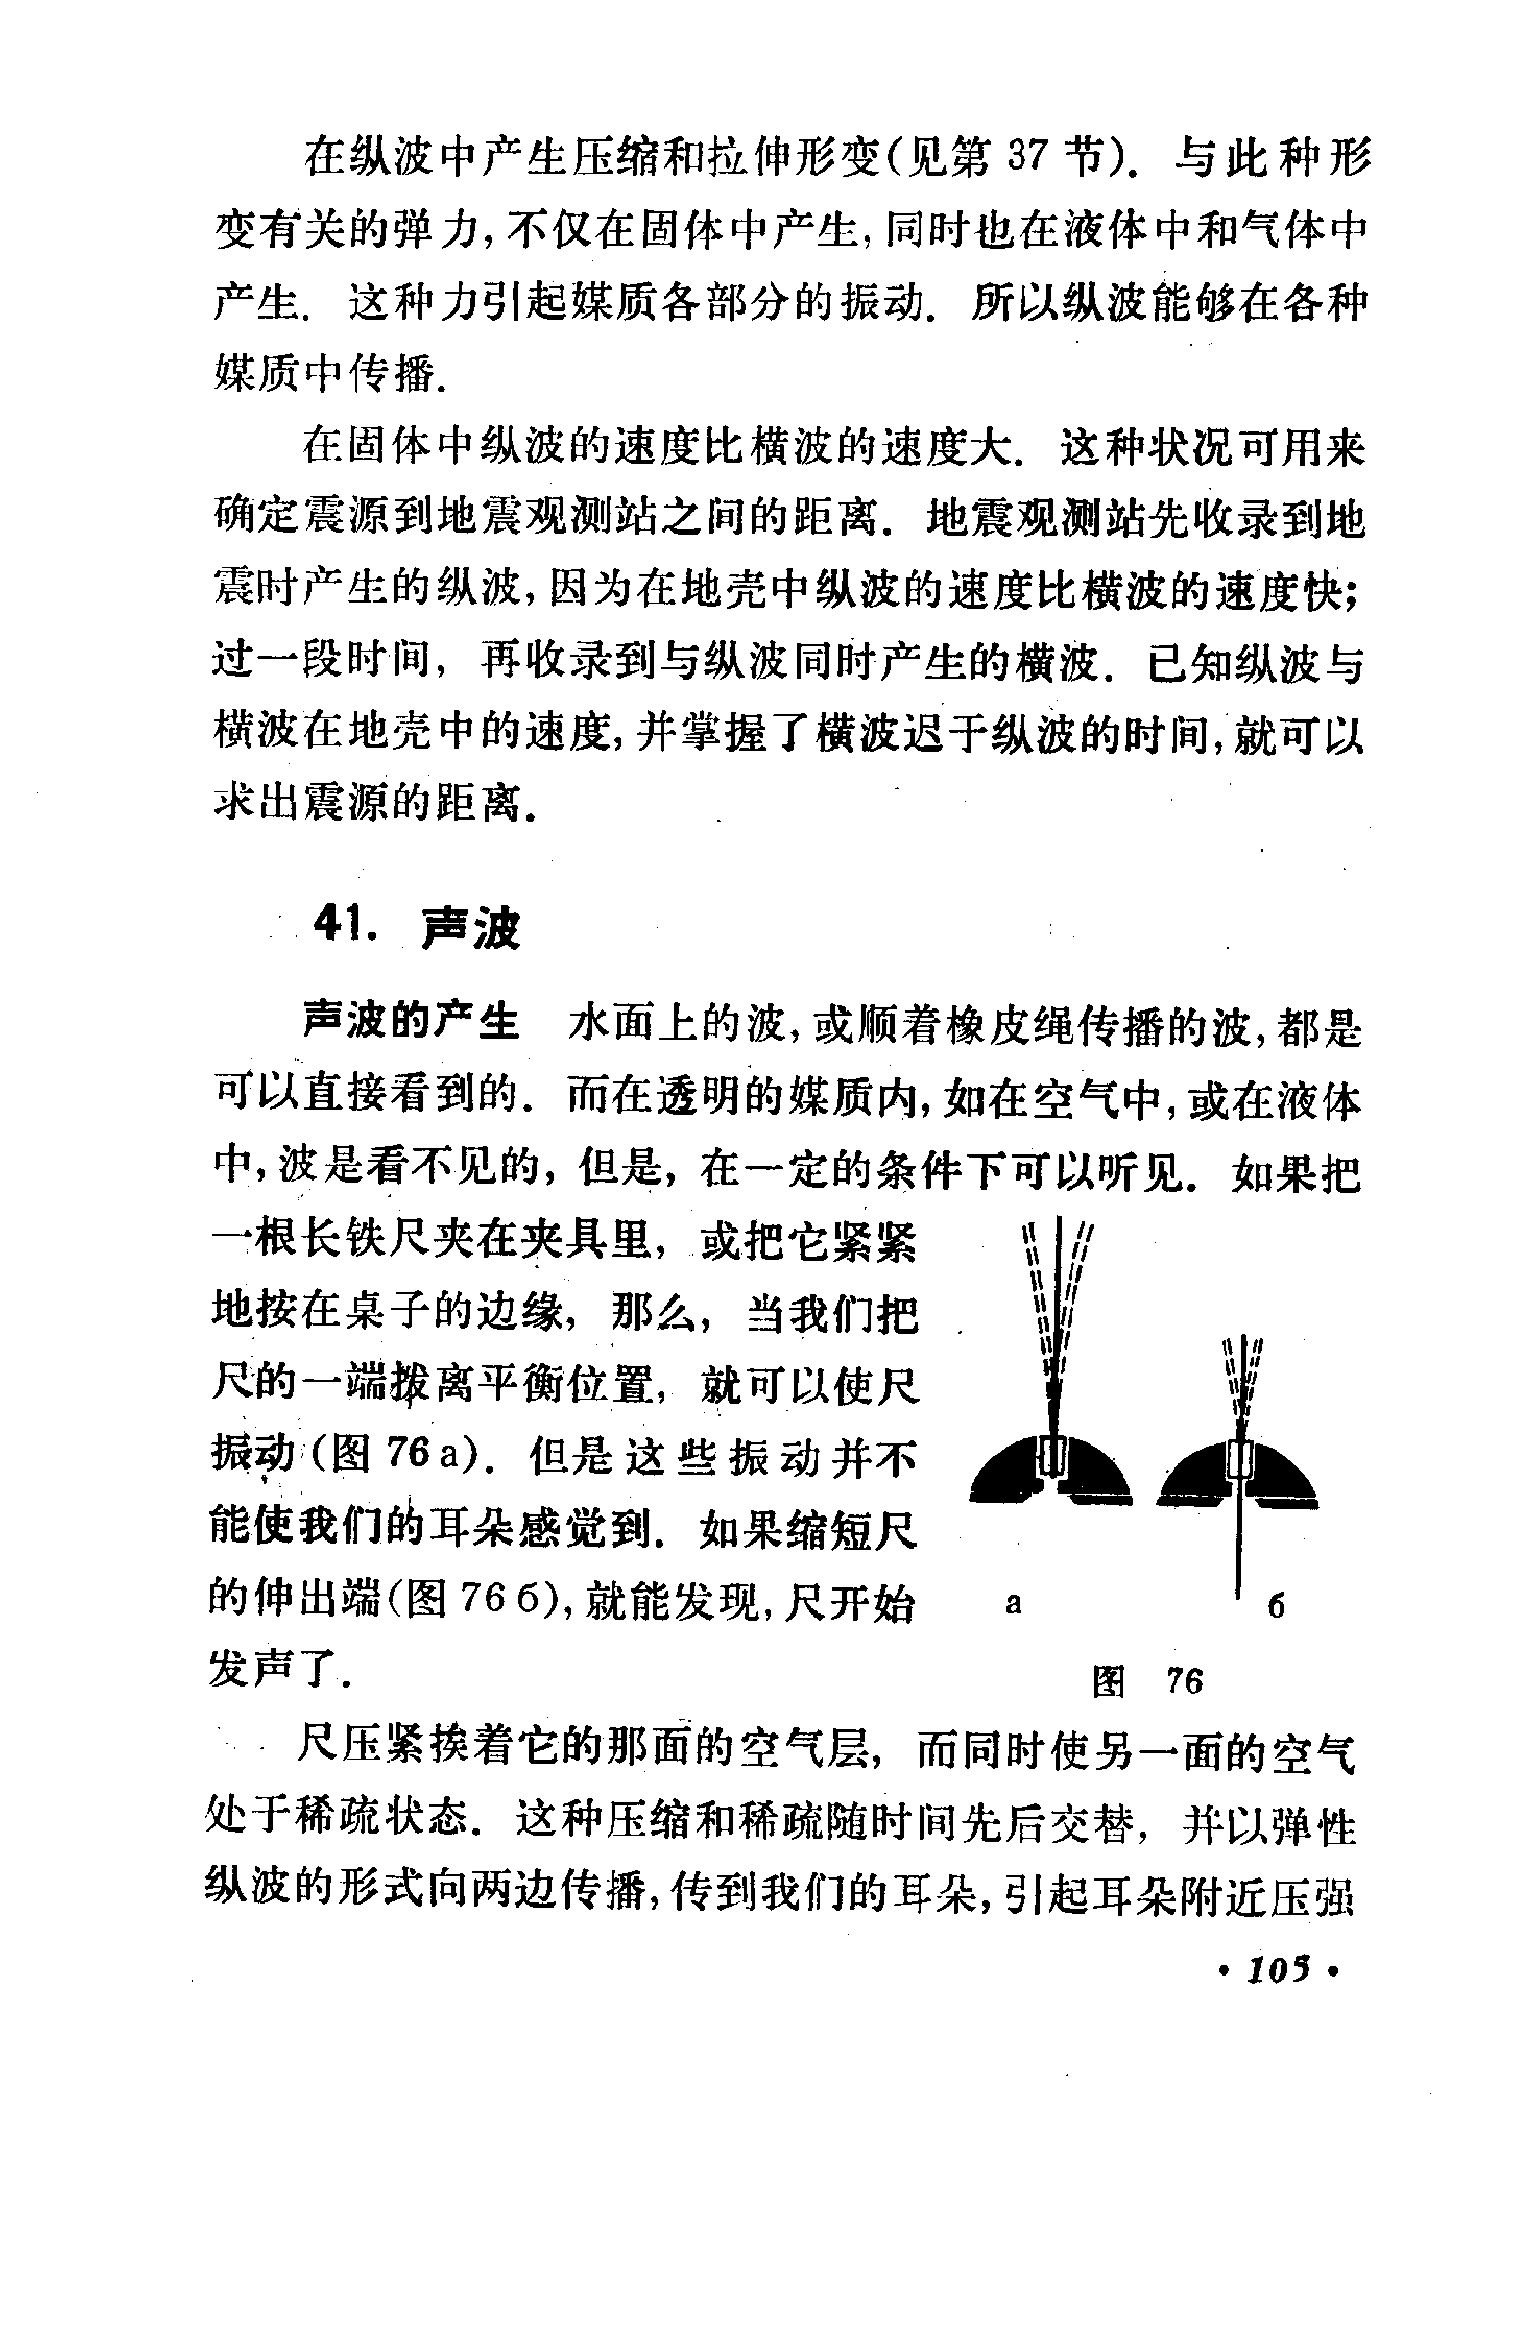 在纵波中产生压缩和拉伸形变(见第 37 节). 与此种形
变有关的弹力,不仅在固体中产生,同时也在液体中和气体中
产生. 这种力引起媒质各部分的振动. 所以纵波能够在各种
媒质中传播.
在固体中纵波的速度比横波的速度大. 这种状况可用来
确定震源到地震观测站之间的距离. 地震观测站先收录到地
震时产生的纵波,因为在地壳中纵波的速度比横波的速度快;
过一段时间, 再收录到与纵波同时产生的横波. 已知纵波与
横波在地壳中的速度,并掌握了横波迟于纵波的时间,就可以
求出震源的距离.
41. 声波
声波的产生 水面上的波,或顺着橡皮绳传播的波,都是
可以直接看到的. 而在透明的媒质内,如在空气中,或在液体
中,波是看不见的, 但是, 在一定的条件下可以听见. 如果把
一根长铁尺夹在夹具里, 或把它紧紧
地按在桌子的边缘, 那么, 当我们把
尺的一端拨离平衡位置, 就可以使尺
振动(图 76 a). 但是这些振动并不
能使我们的耳朵感觉到. 如果缩短尺
的伸出端(图 76 б),就能发现,尺开始
发声了.
a б
图 76
尺压紧挨着它的那面的空气层, 而同时使另一面的空气
处于稀疏状态. 这种压缩和稀疏随时间先后交替, 并以弹性
纵波的形式向两边传播,传到我们的耳朵,引起耳朵附近压强
· 105 ·